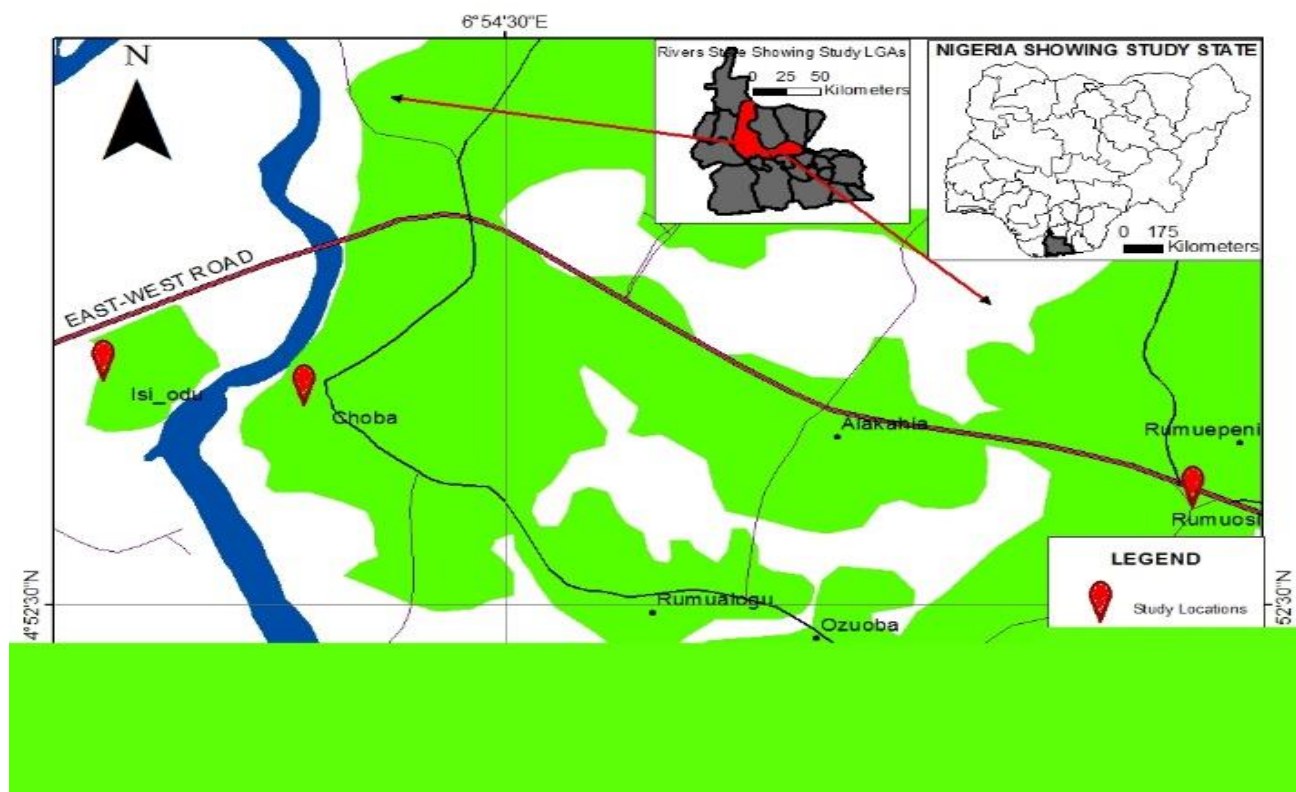 6°54'30"E
N
Rivers State Showing Study LGAs
0 25 50
Kilometers
NIGERIA SHOWING STUDY STATE
0 175
Kilometers
EAST-WEST ROAD
Isi_odu
Choba
Alakahia
Rumuepeni
Rumuosi
4°52'30"N
Rumualogu
Ozuoba
LEGEND
Study Locations
52'30"N